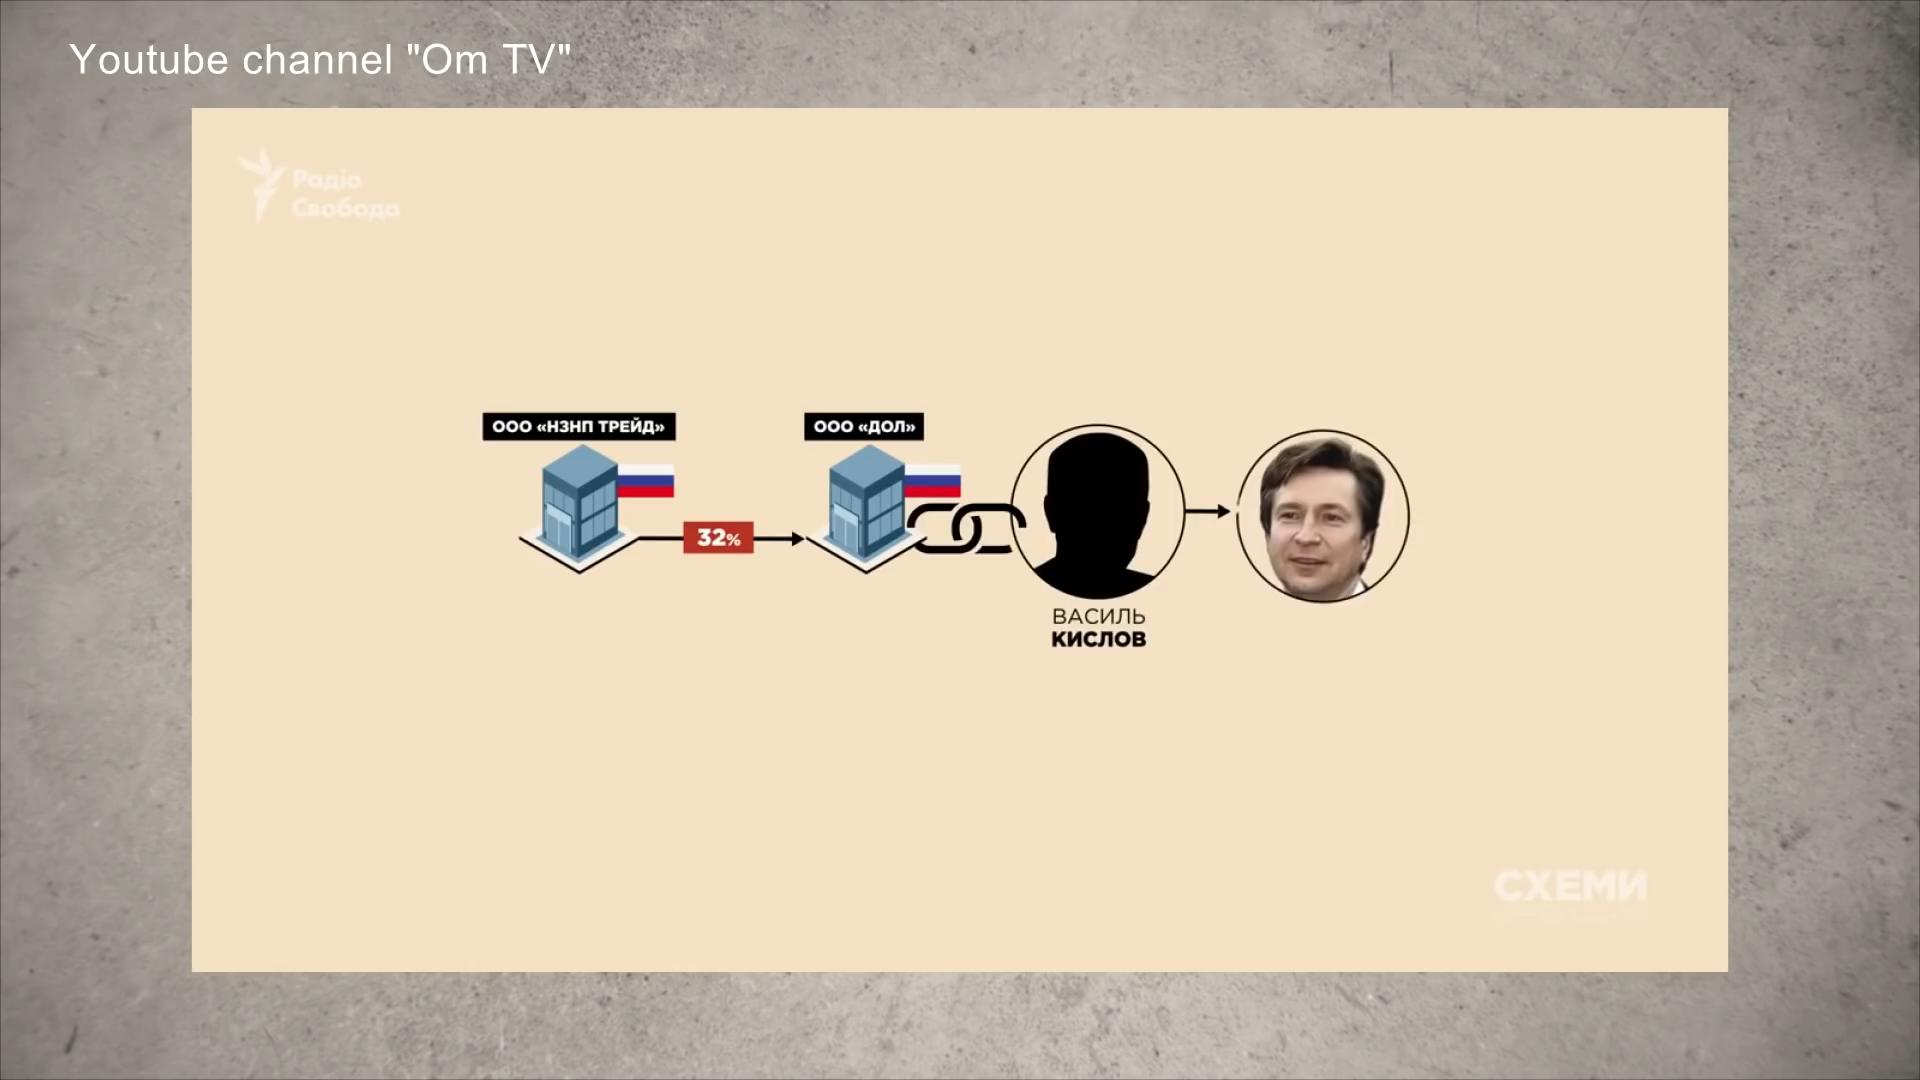 Youtube channel "Om TV"
Радіо
Свобода
ООО «НЗНП ТРЕЙД»
ООО «ДОЛ»
32%
ВАСИЛЬ
КИСЛОВ
СХЕМИ